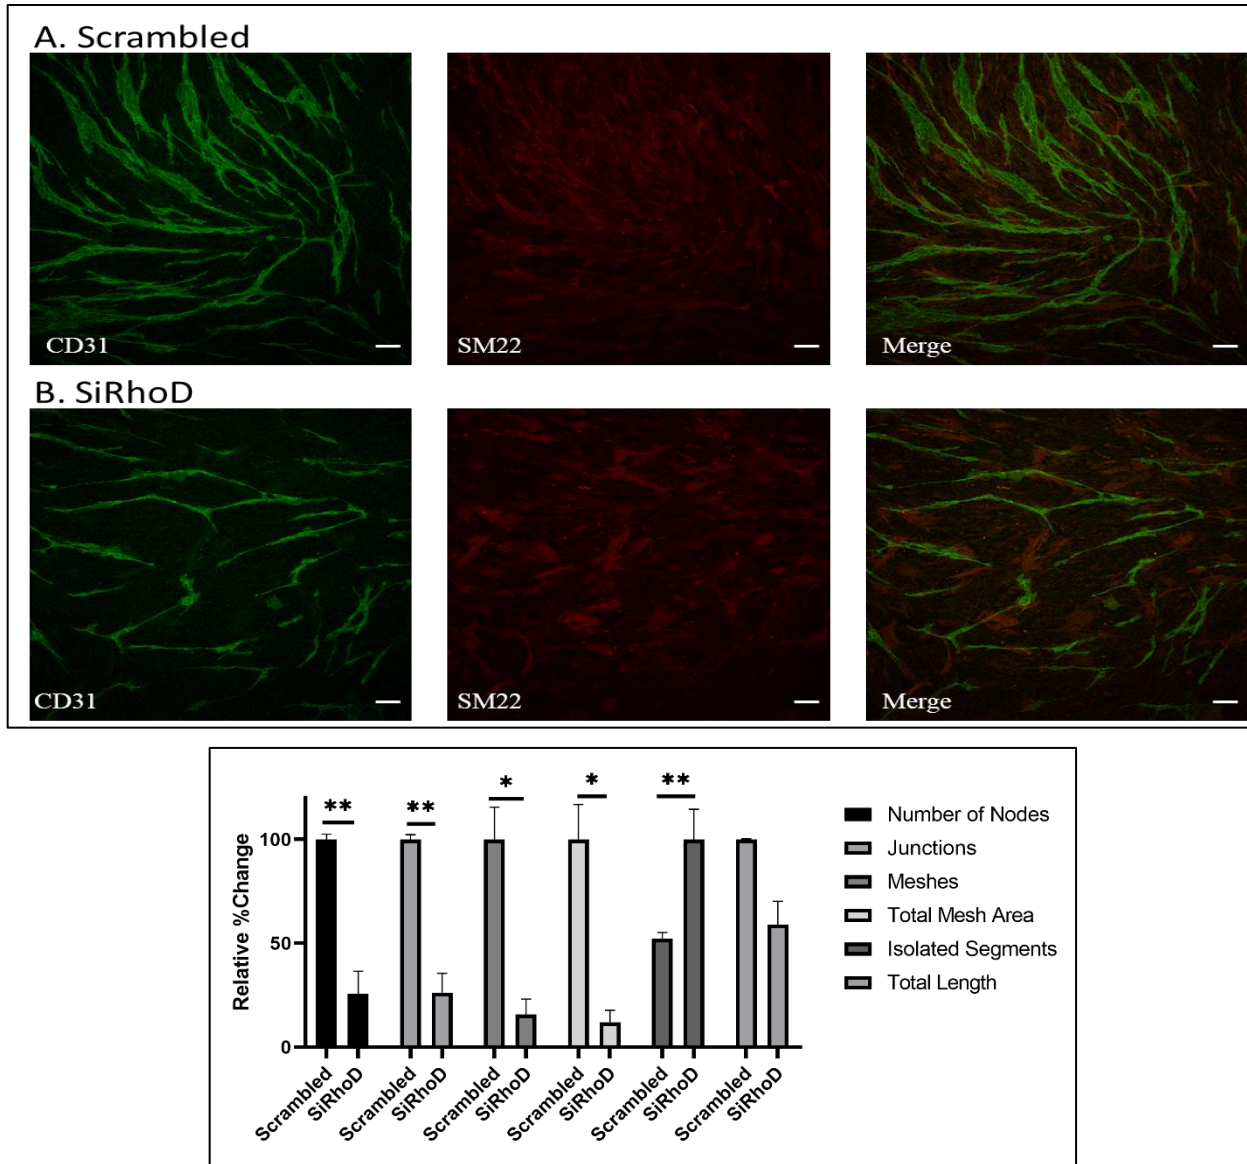 A. Scrambled
CD31
SM22
Merge
B. SiRhoD
CD31
SM22
Merge
Relative %Change
100
50
0
** ** * * **
Scrambled SiRhoD Scrambled SiRhoD Scrambled SiRhoD Scrambled SiRhoD Scrambled SiRhoD Scrambled SiRhoD
Number of Nodes
Junctions
Meshes
Total Mesh Area
Isolated Segments
Total Length